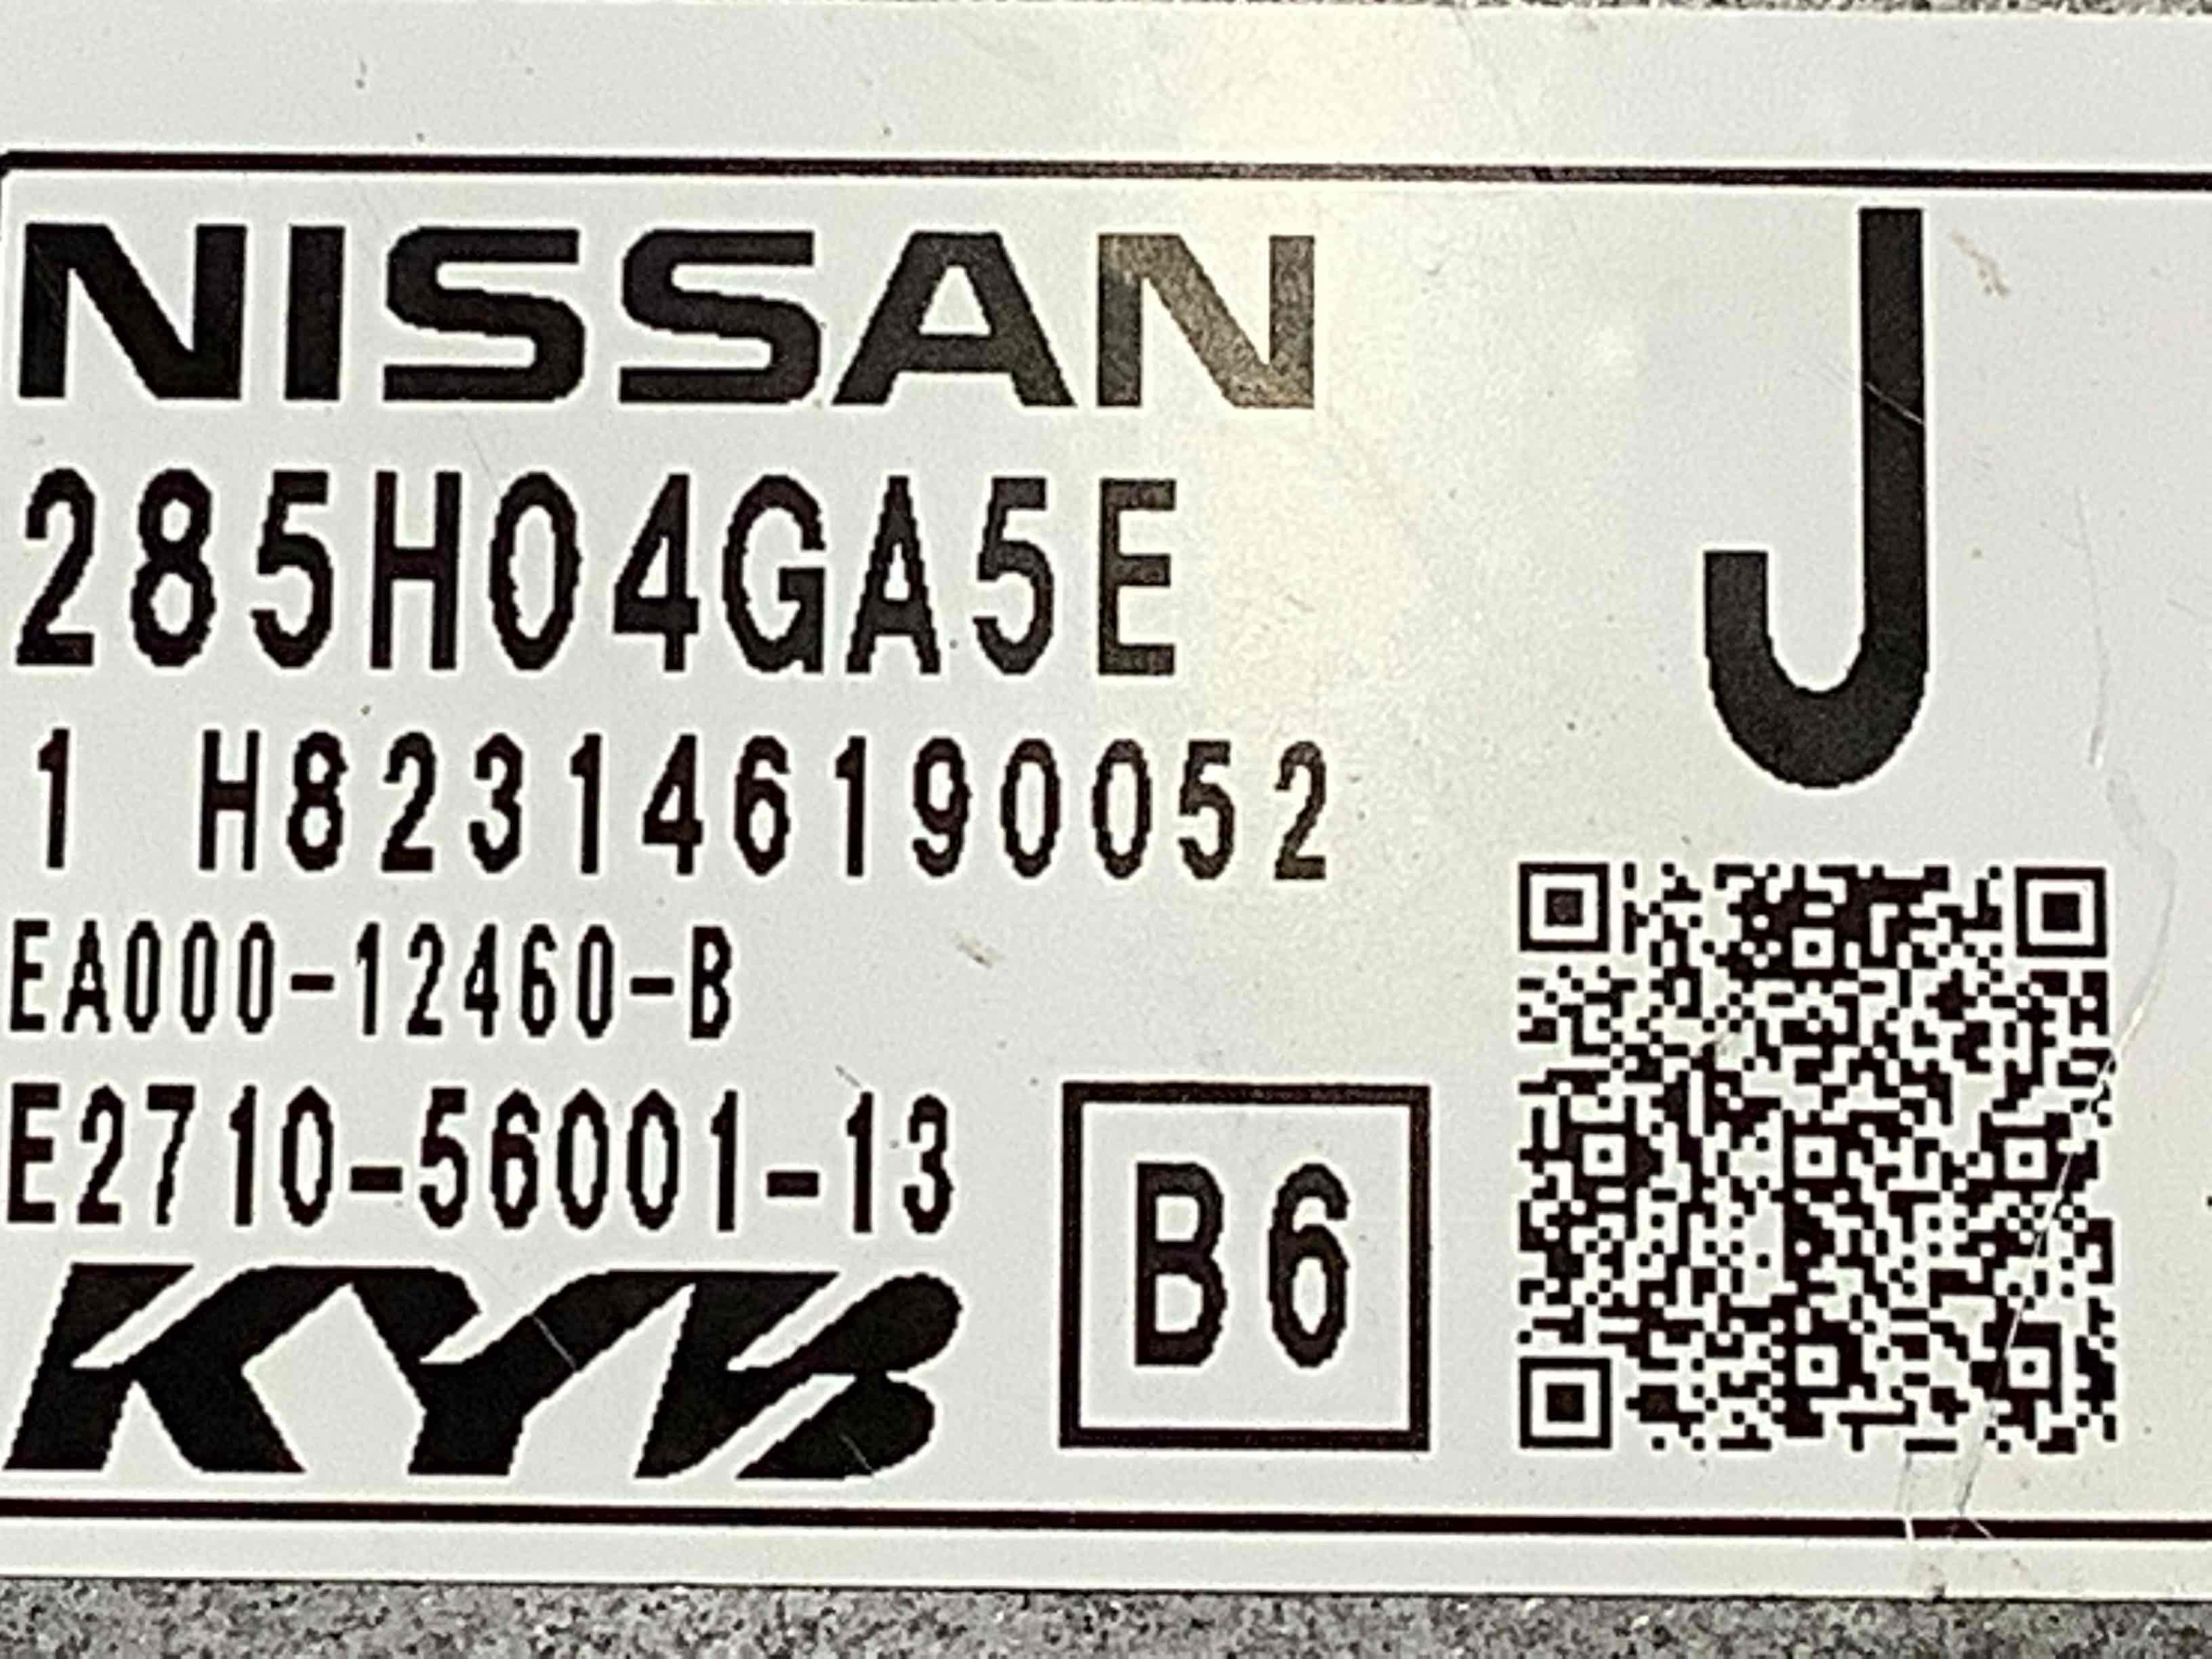 NISSAN
J
285H04GA5E
1 H823146190052
EA000-12460-B
E2710-56001-13
B6
KYB